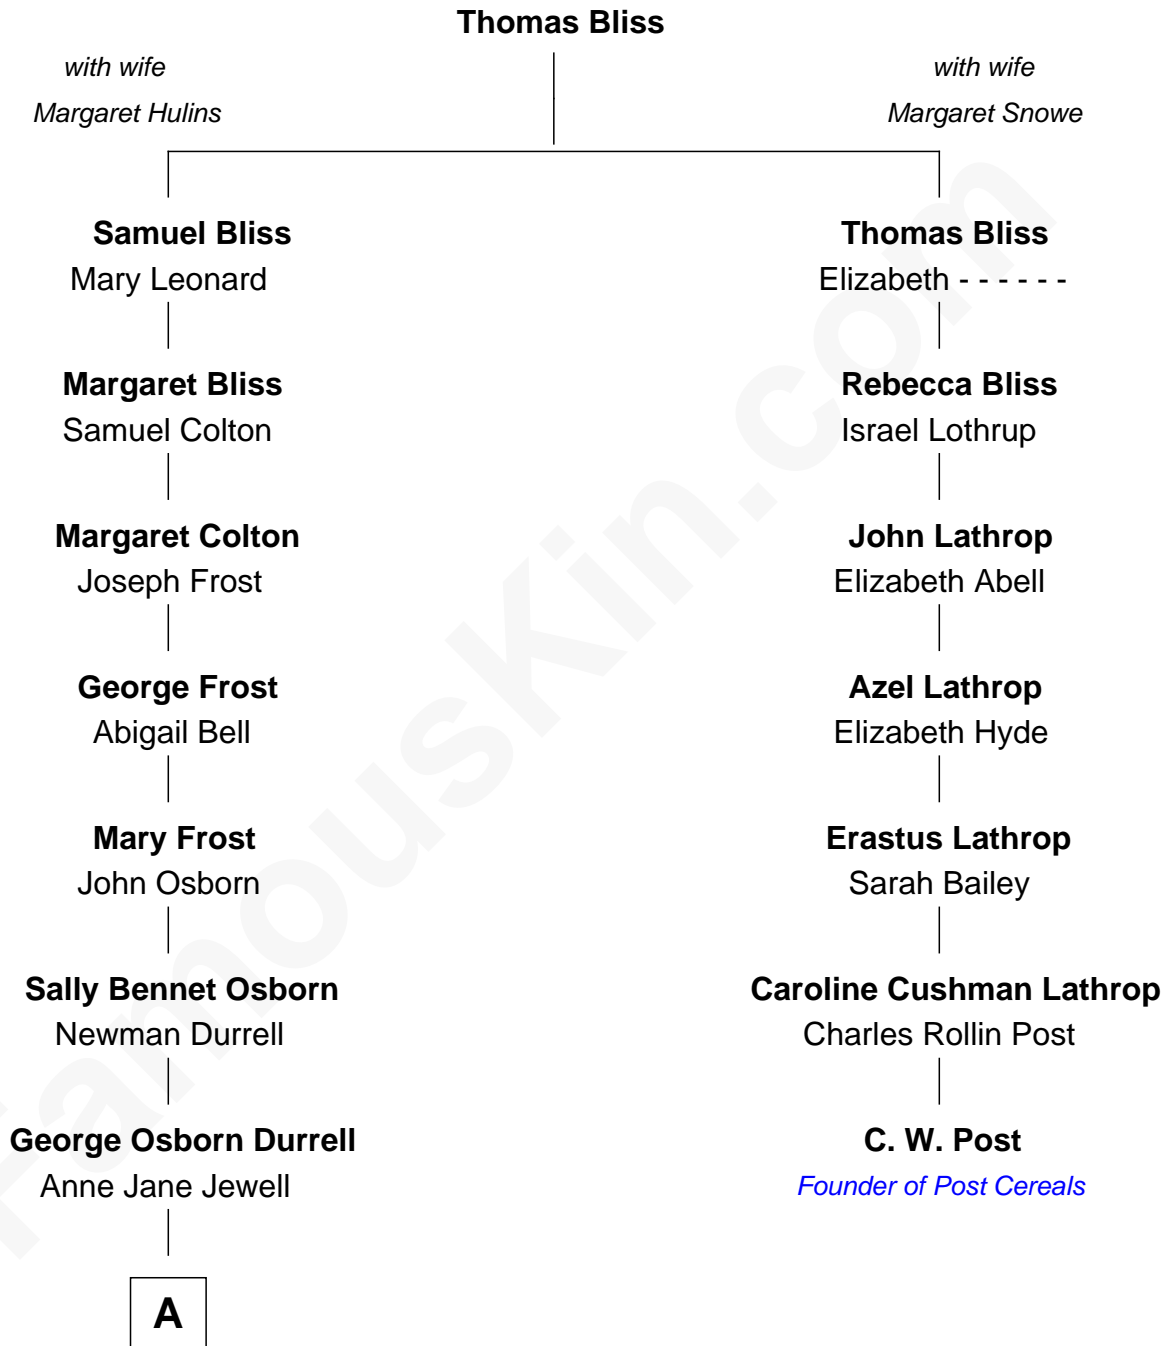 Thomas Bliss
with wife
Margaret Hulins
with wife
Margaret Snowe
Samuel Bliss
Mary Leonard
Thomas Bliss
Elizabeth - - - - - -
Margaret Bliss
Samuel Colton
Rebecca Bliss
Israel Lothrup
Margaret Colton
Joseph Frost
John Lathrop
Elizabeth Abell
George Frost
Abigail Bell
Azel Lathrop
Elizabeth Hyde
Mary Frost
John Osborn
Erastus Lathrop
Sarah Bailey
Sally Bennet Osborn
Newman Durrell
Caroline Cushman Lathrop
Charles Rollin Post
George Osborn Durrell
Anne Jane Jewell
C. W. Post
Founder of Post Cereals
A
FamousKin.com